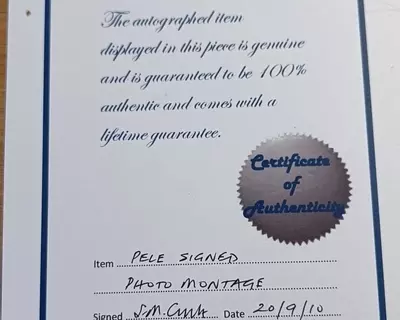 The autographed item
displayed in this piece is genuine
and is guaranteed to be 100%
authentic and comes with a
lifetime guarantee.
Certificate
of
Authenticity
Item PELE SIGNED
PHOTO MONTAGE
Signed Date 20/9/10